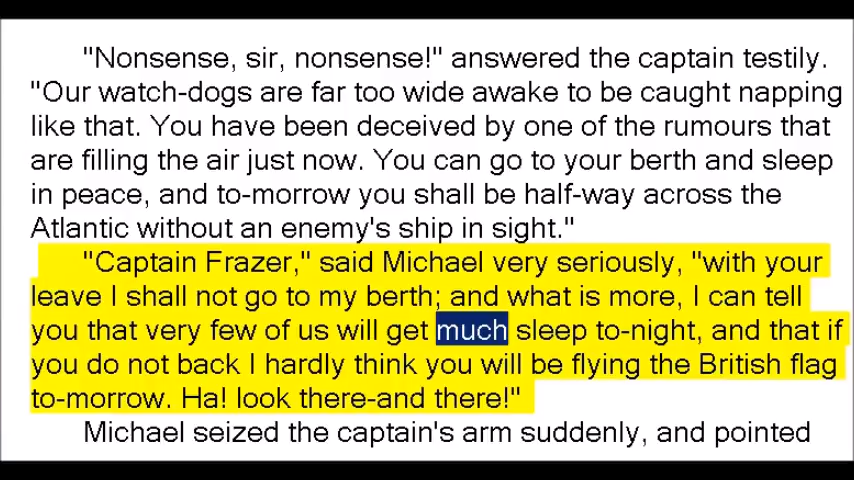 "Nonsense, sir, nonsense!" answered the captain testily.
"Our watch-dogs are far too wide awake to be caught napping
like that. You have been deceived by one of the rumours that
are filling the air just now. You can go to your berth and sleep
in peace, and to-morrow you shall be half-way across the
Atlantic without an enemy's ship in sight."
"Captain Frazer," said Michael very seriously, "with your
leave I shall not go to my berth; and what is more, I can tell
you that very few of us will get much sleep to-night, and that if
you do not back I hardly think you will be flying the British flag
to-morrow. Ha! look there-and there!"
Michael seized the captain's arm suddenly, and pointed